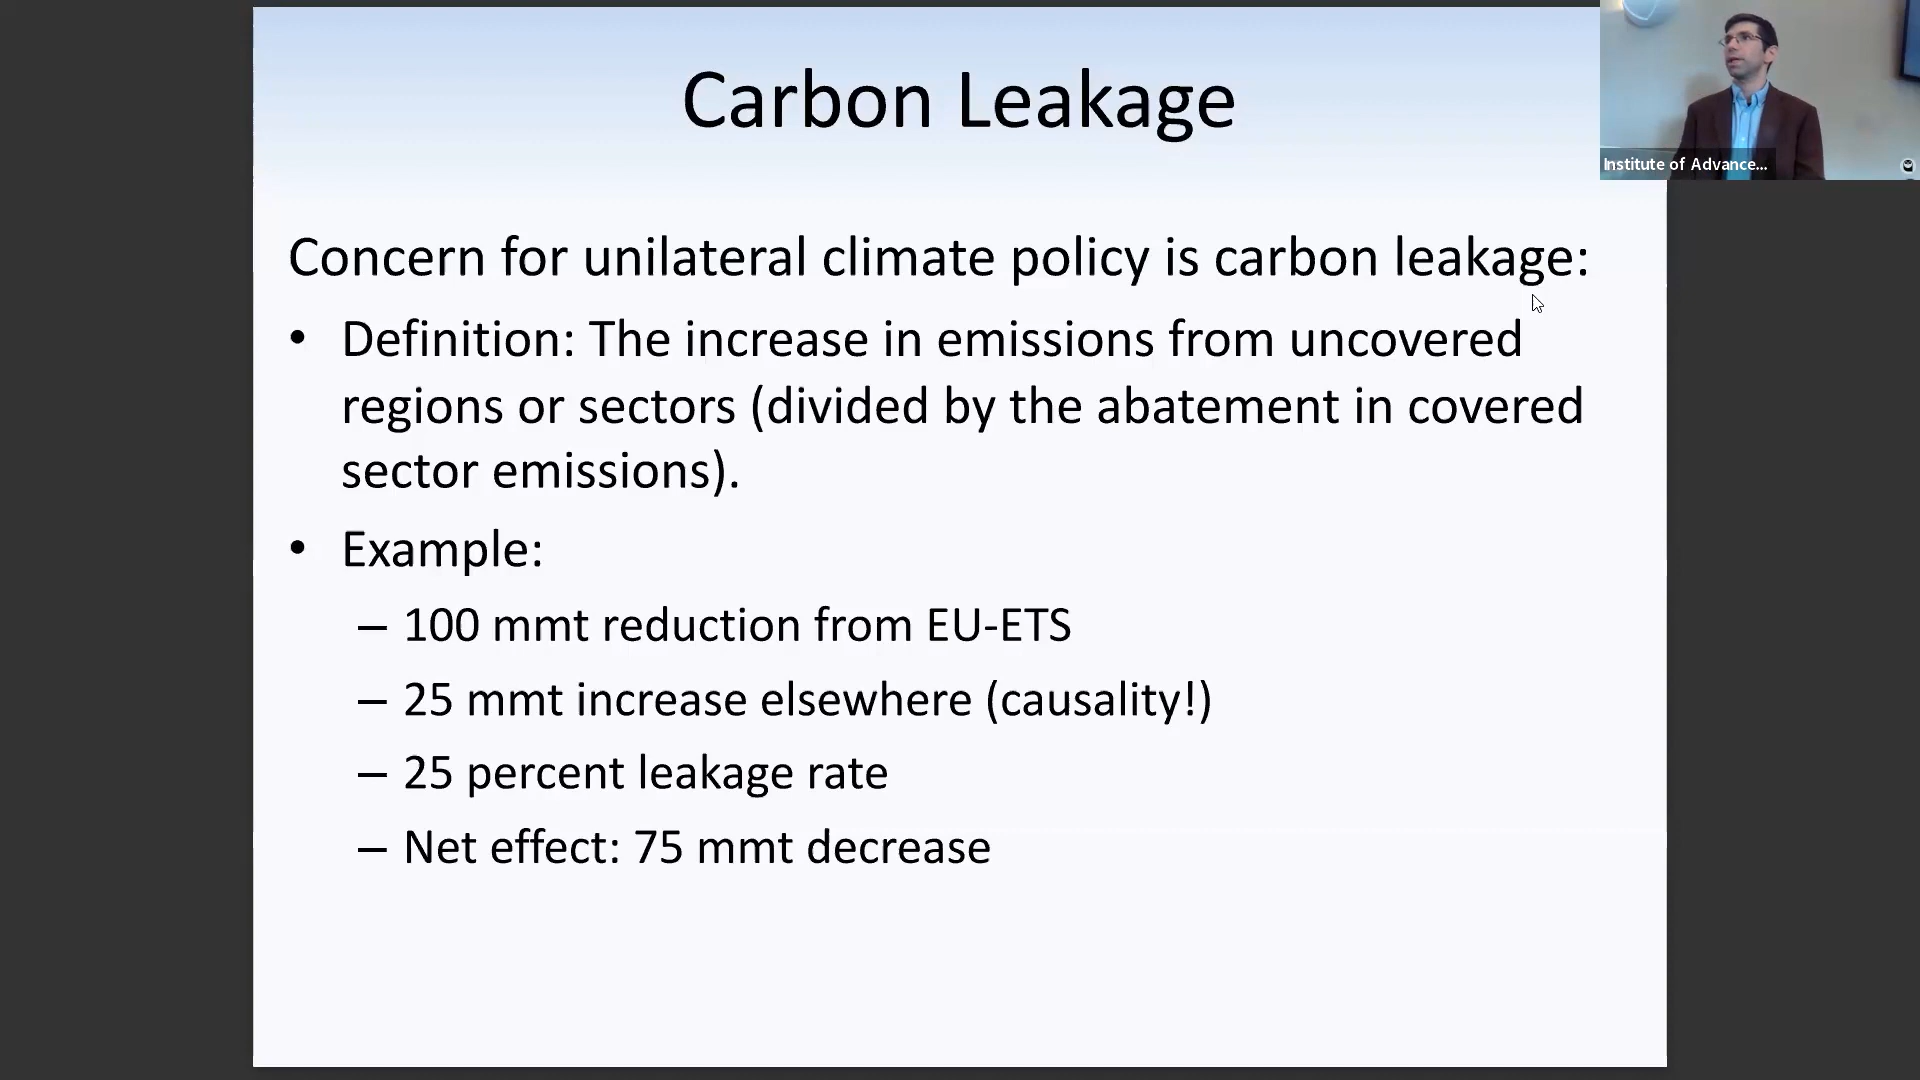 Carbon Leakage
Institute of Advance...
Concern for unilateral climate policy is carbon leakage:
• Definition: The increase in emissions from uncovered
regions or sectors (divided by the abatement in covered
sector emissions).
• Example:
– 100 mmt reduction from EU-ETS
– 25 mmt increase elsewhere (causality!)
– 25 percent leakage rate
– Net effect: 75 mmt decrease